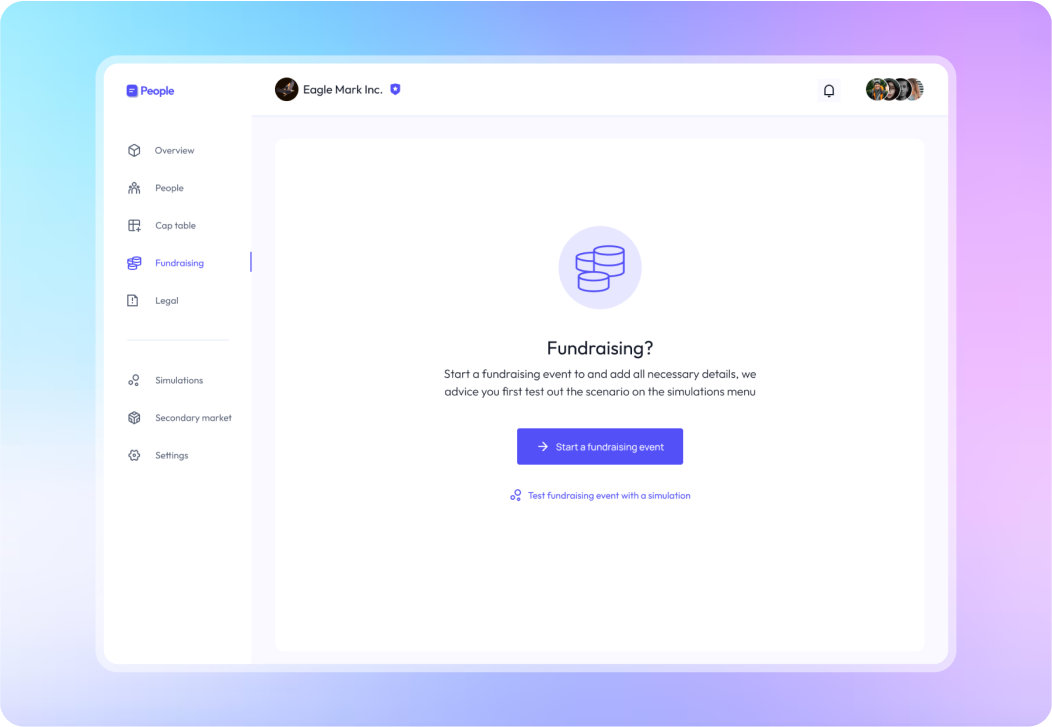 People
Eagle Mark Inc.
Overview
People
Cap table
Fundraising
Legal
Simulations
Secondary market
Settings
Fundraising?
Start a fundraising event to and add all necessary details, we
advice you first test out the scenario on the simulations menu
Start a fundraising event
Test fundraising event with a simulation